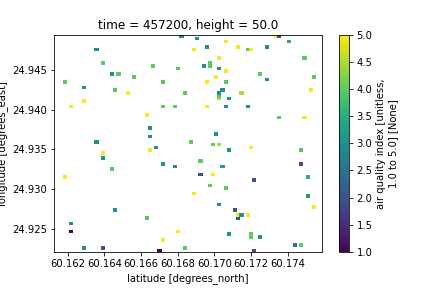 time = 457200, height = 50.0
24.945
24.940
24.935
24.930
24.925
longitude [degrees_east]
60.162 60.164 60.166 60.168 60.170 60.172 60.174
latitude [degrees_north]
5.0
4.5
4.0
3.5
3.0
2.5
2.0
1.5
1.0
air quality index [unitless,
1.0 to 5.0] [None]